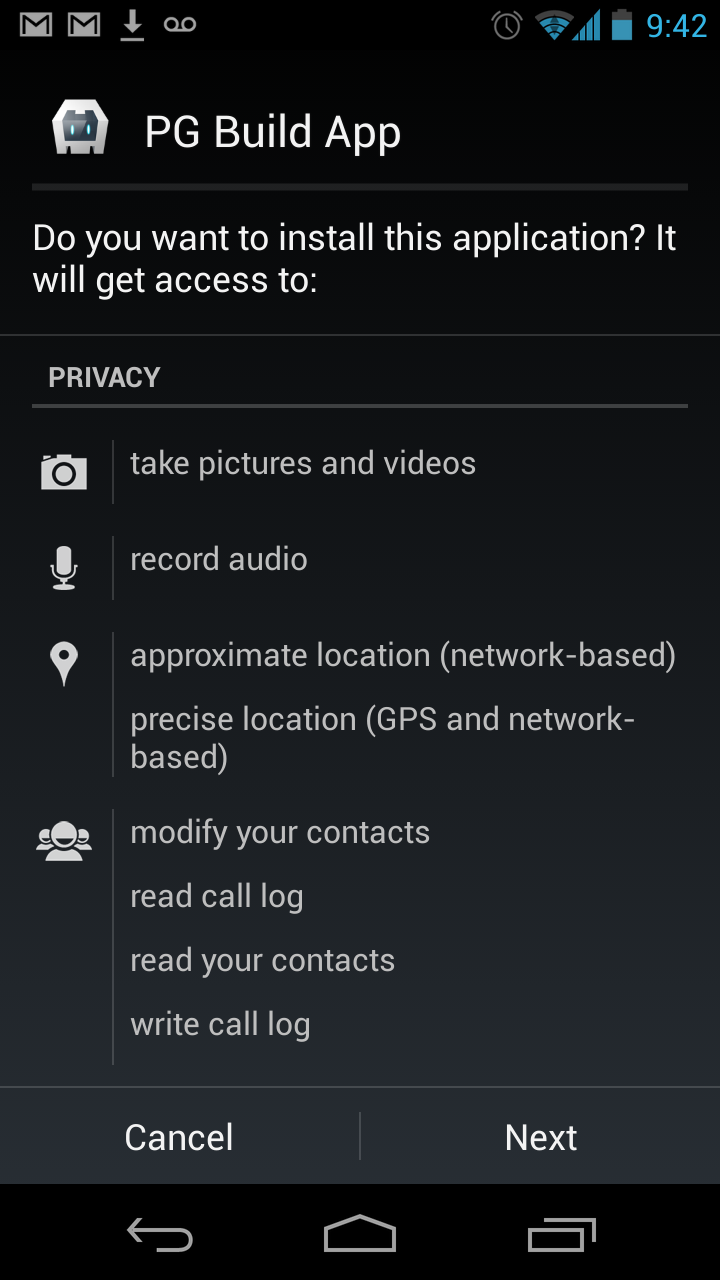 9:42
PG Build App
Do you want to install this application? It
will get access to:
PRIVACY
take pictures and videos
record audio
approximate location (network-based)
precise location (GPS and network-
based)
modify your contacts
read call log
read your contacts
write call log
Cancel
Next